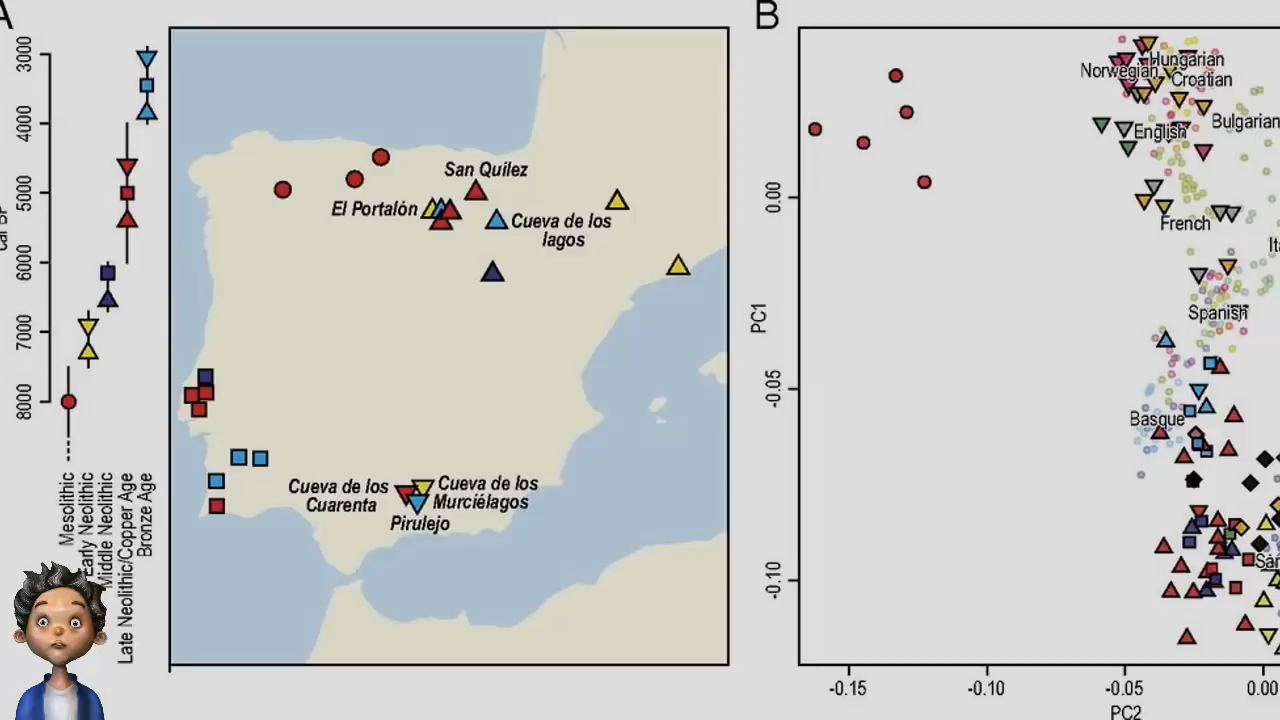 A
B
3000
4000
5000
6000
7000
8000
cal BP
Mesolithic
Early Neolithic
Middle Neolithic
Late Neolithic/Copper Age
Bronze Age
San Quilez
El Portalón
Cueva de los
lagos
Cueva de los
Cuarenta
Cueva de los
Murciélagos
Pirulejo
Hungarian
Norwegian
Croatian
Bulgarian
English
French
Spanish
Basque
PC1
0.00
-0.05
-0.10
-0.15
-0.10
-0.05
0.00
PC2